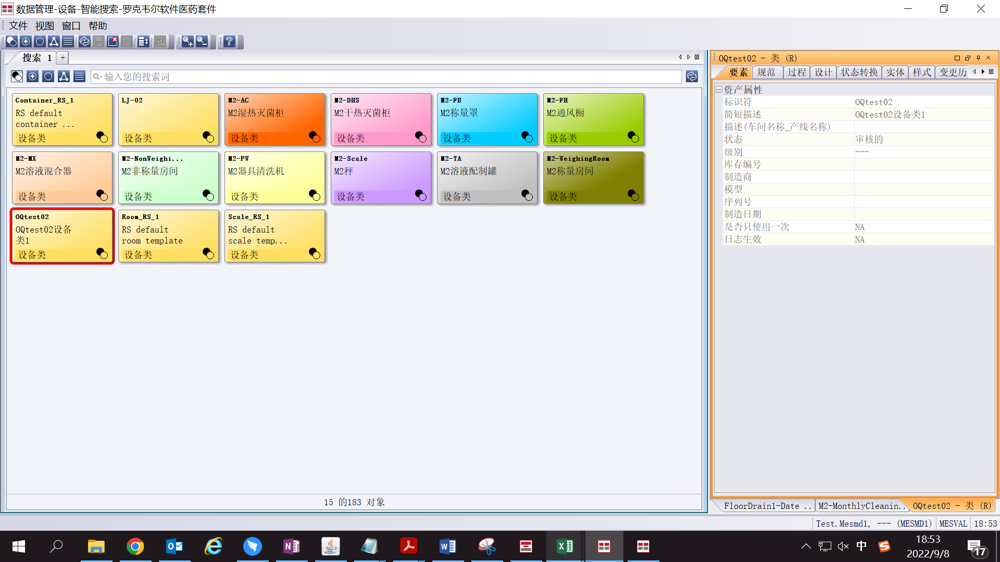 数据管理-设备-智能搜索-罗克韦尔软件医药套件
文件 视图 窗口 帮助
搜索 1 +
输入您的搜索词
Container_RS_1
RS default
container ...
设备类
LJ-02
设备类
M2-AC
M2湿热灭菌柜
设备类
M2-DHS
M2干热灭菌柜
设备类
M2-FB
M2称量罩
设备类
M2-FH
M2通风橱
设备类
M2-MX
M2溶液混合器
设备类
M2-NonWeighi...
M2非称量房间
设备类
M2-PW
M2器具清洗机
设备类
M2-Scale
M2秤
设备类
M2-TA
M2溶液配制罐
设备类
M2-WeighingRoom
M2称量房间
设备类
OQtest02
OQtest02设备
类1
设备类
Room_RS_1
RS default
room template
设备类
Scale_RS_1
RS default
scale temp...
设备类
15 的183 对象
OQtest02 - 类 (R)
要素 规范 过程 设计 状态转换 实体 样式 变更历
资产属性
标识符 OQtest02
简短描述 OQtest02设备类1
描述(车间名称_产线名称)
状态 审核的
级别 ---
库存编号
制造商
模型
序列号
制造日期
是否只使用一次 NA
日志生效 NA
FloorDrain1-Date .. M2-MonthlyCleanin.. OQtest02 - 类 (R)
Test.Mesmd1, --- (MESMD1) MESVAL 18:53
中
18:53
2022/9/8
17